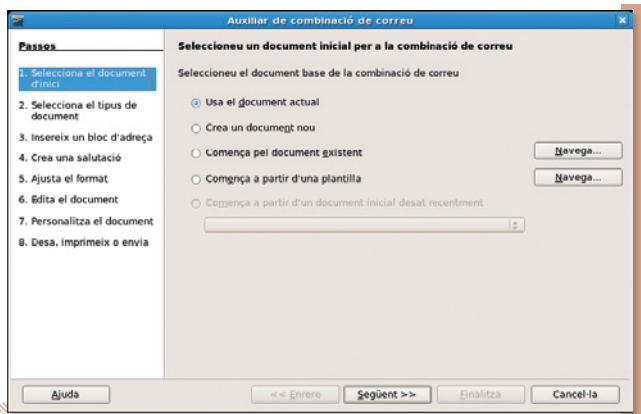 Auxiliar de combinació de correu
Passos
1. Selecciona el document
d'inici
2. Selecciona el tipus de
document
3. Insereix un bloc d'adreça
4. Crea una salutació
5. Ajusta el format
6. Edita el document
7. Personalitza el document
8. Desa, imprimeix o envia
Seleccioneu un document inicial per a la combinació de correu
Seleccioneu el document base de la combinació de correu
Usa el document actual
Crea un document nou
Comença pel document existent
Navega...
Comença a partir d'una plantilla
Navega...
Comença a partir d'un document inicial desat recentment
Ajuda
<< Enrere
Següent >>
Finalitza
Cancel·la